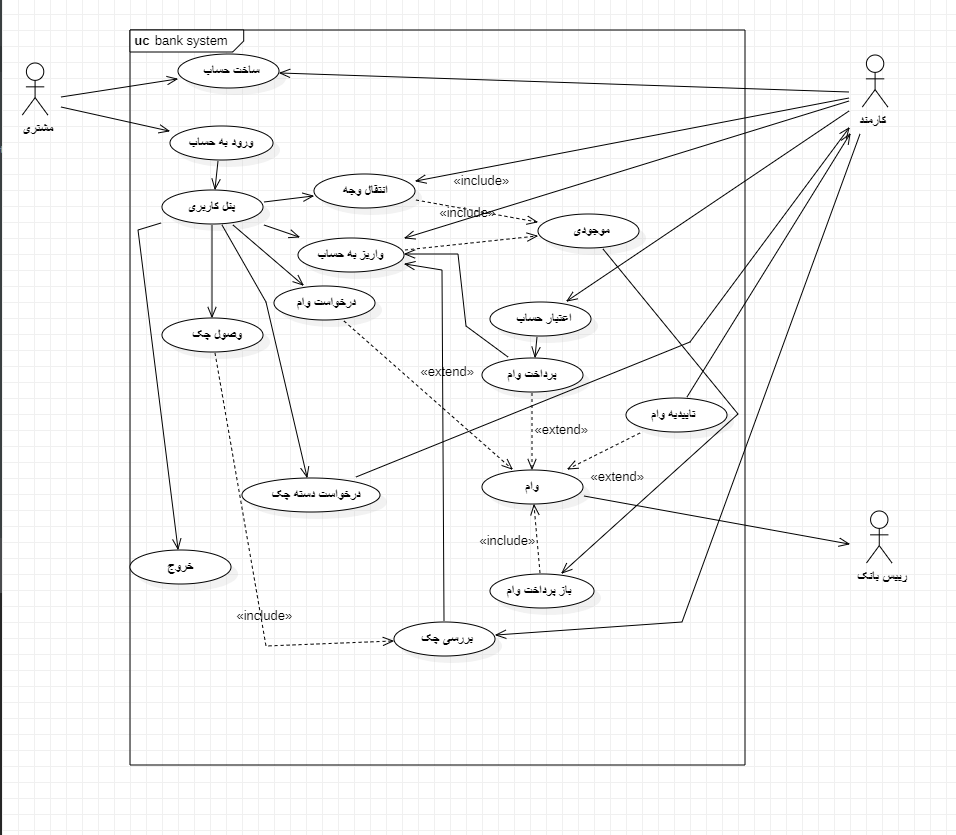 uc bank system
ساخت حساب
مشتری
کارمند
ورود به حساب
«include»
انتقال وجه
پنل کاربری
«include»
موجودی
واریز به حساب
درخواست وام
اعتبار حساب
وصول چک
«extend»
پرداخت وام
تاییدیه وام
«extend»
«extend»
وام
درخواست دسته چک
«include»
خروج
رییس بانک
باز پرداخت وام
«include»
بررسی چک